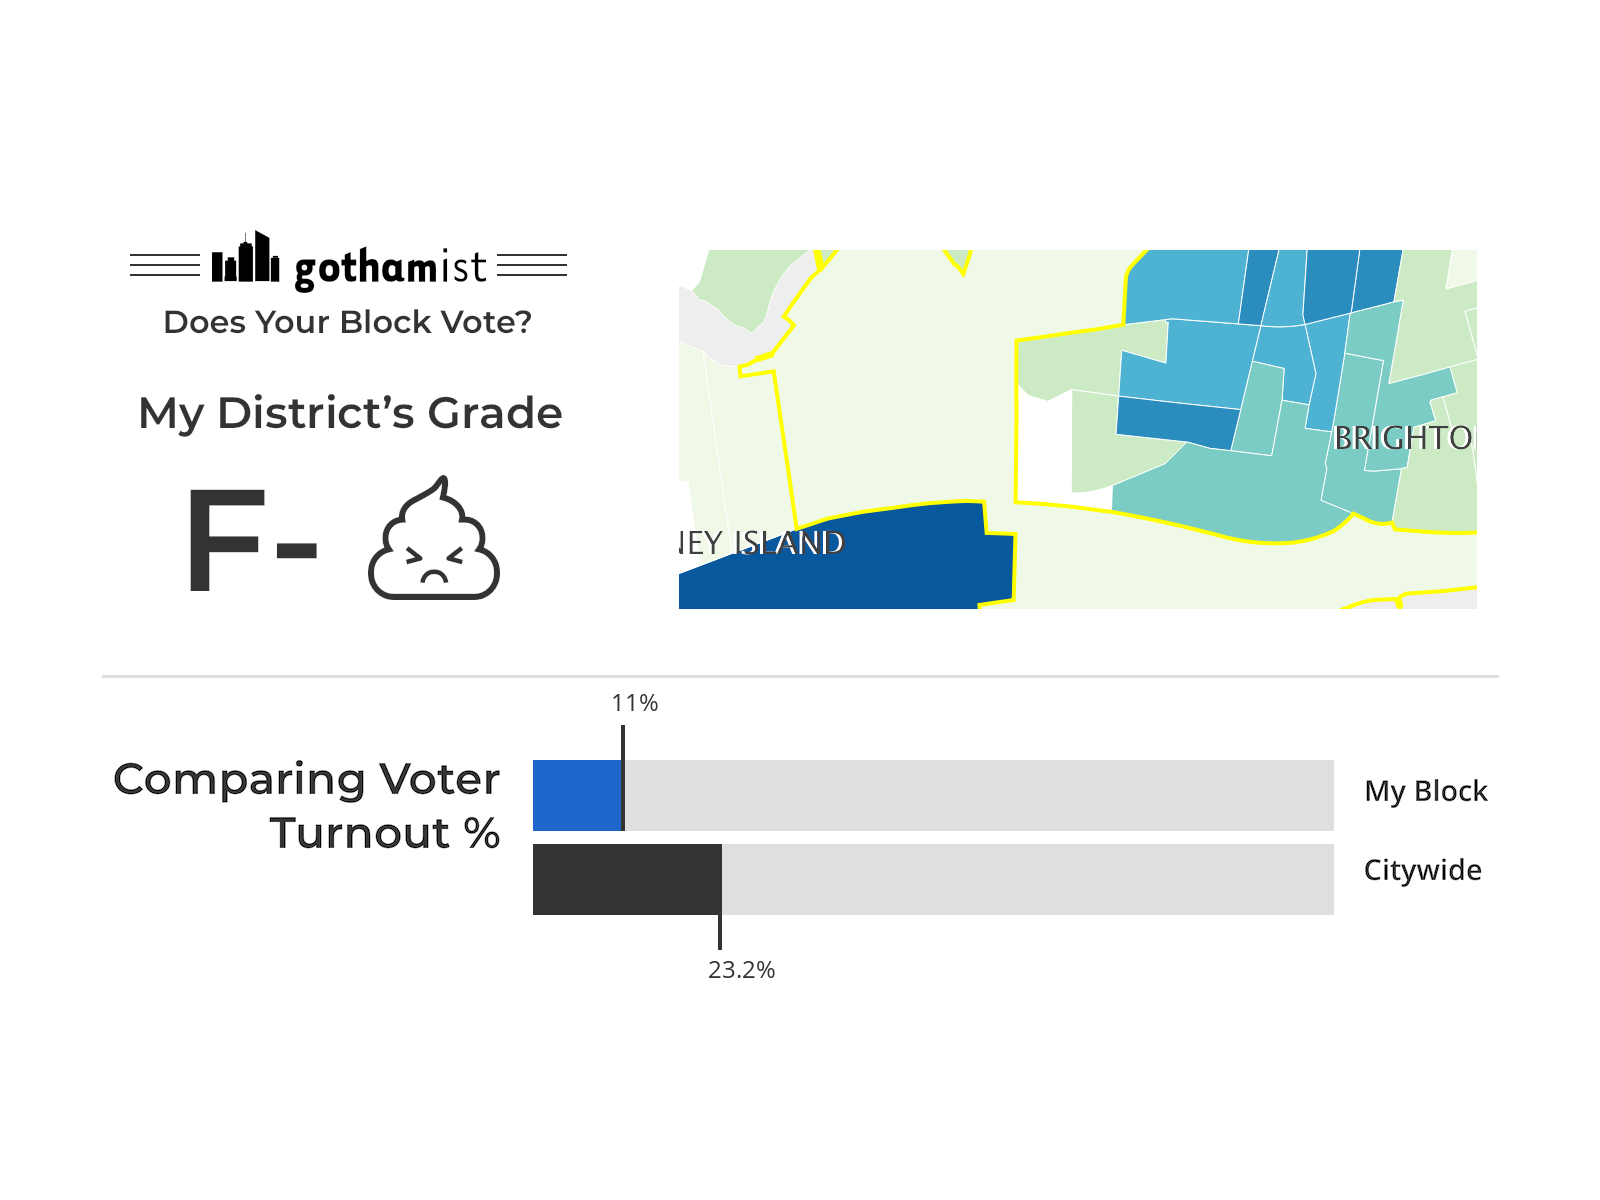 gothamist
Does Your Block Vote?
My District's Grade
F-
NEY ISLAND
BRIGHTO
11%
Comparing Voter
Turnout %
My Block
Citywide
23.2%